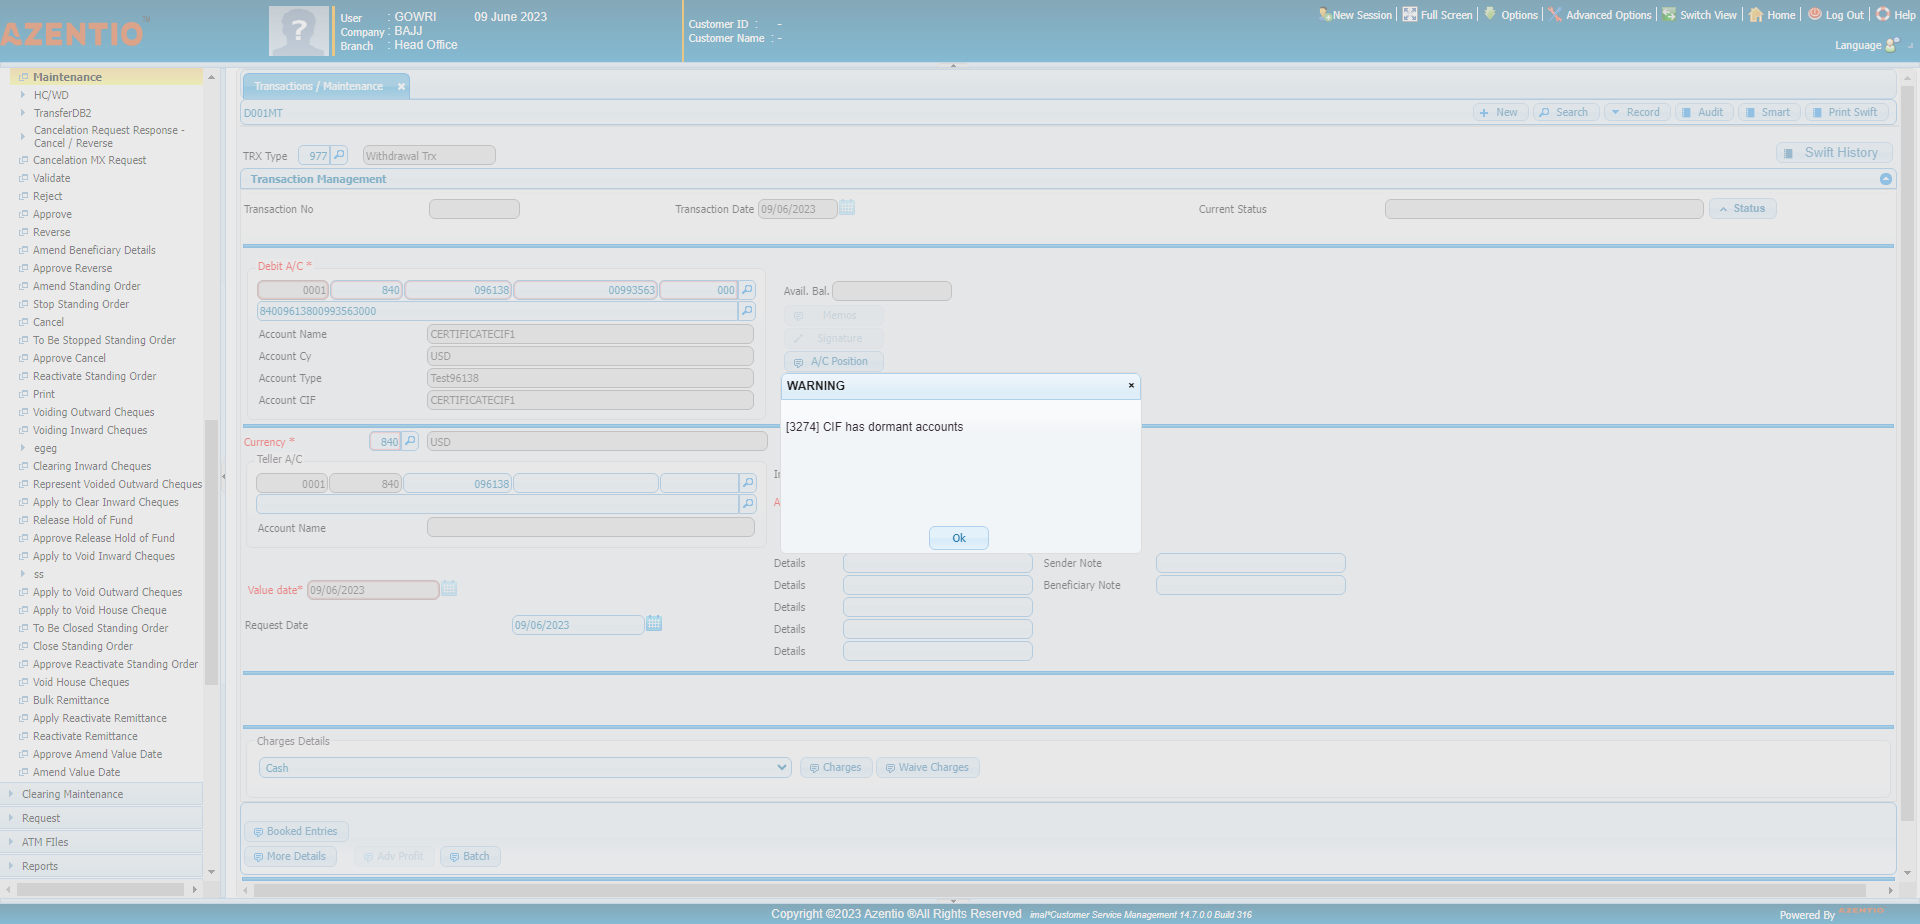 AZENTIO
TM
User : GOWRI 09 June 2023
Company : BAJJ
Branch : Head Office
Customer ID : -
Customer Name : -
New Session Full Screen Options Advanced Options Switch View Home Log Out Help
Language
Maintenance
HC/WD
TransferDB2
Cancelation Request Response -
Cancel / Reverse
Cancelation MX Request
Validate
Reject
Approve
Reverse
Amend Beneficiary Details
Approve Reverse
Amend Standing Order
Stop Standing Order
Cancel
To Be Stopped Standing Order
Approve Cancel
Reactivate Standing Order
Print
Voiding Outward Cheques
Voiding Inward Cheques
egeg
Clearing Inward Cheques
Represent Voided Outward Cheques
Apply to Clear Inward Cheques
Release Hold of Fund
Approve Release Hold of Fund
Apply to Void Inward Cheques
ss
Apply to Void Outward Cheques
Apply to Void House Cheque
To Be Closed Standing Order
Close Standing Order
Approve Reactivate Standing Order
Void House Cheques
Bulk Remittance
Apply Reactivate Remittance
Reactivate Remittance
Approve Amend Value Date
Amend Value Date
Clearing Maintenance
Request
ATM FIles
Reports
Transactions / Maintenance
D001MT
New Search Record Audit Smart Print Swift
TRX Type 977 Withdrawal Trx
Swift History
Transaction Management
Transaction No Transaction Date 09/06/2023 Current Status Status
Debit A/C *
0001 840 096138 00993563 000
84009613800993563000
Account Name CERTIFICATECIF1
Account Cy USD
Account Type Test96138
Account CIF CERTIFICATECIF1
Avail. Bal.
Memos
Signature
A/C Position
WARNING
[3274] CIF has dormant accounts
Ok
Currency * 840 USD
Teller A/C
0001 840 096138
Account Name
Value date* 09/06/2023
Request Date 09/06/2023
Details Sender Note
Details Beneficiary Note
Details
Details
Details
Charges Details
Cash Charges Waive Charges
Booked Entries
More Details Adv Profit Batch
Copyright ©2023 Azentio ®All Rights Reserved imal*Customer Service Management 14.7.0.0 Build 316
Powered By AZENTIO